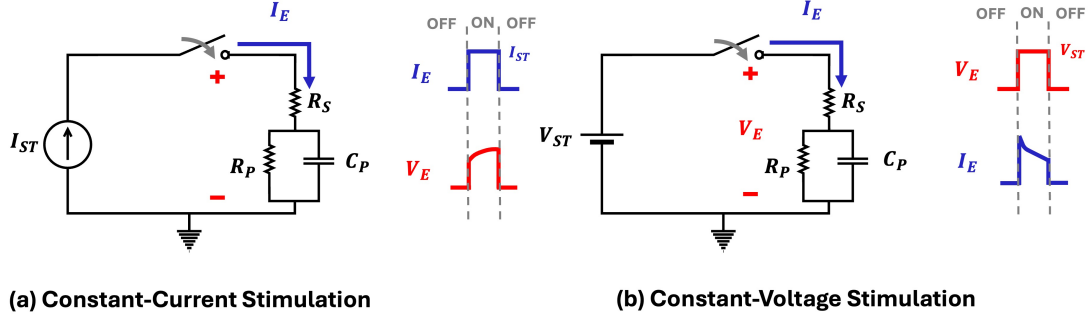 I_E
OFF ON OFF
I_ST
I_E
+
R_S
I_ST
R_P
C_P
V_E
−
(a) Constant-Current Stimulation
I_E
OFF ON OFF
V_ST
V_E
+
R_S
V_ST
V_E
R_P
C_P
I_E
−
(b) Constant-Voltage Stimulation